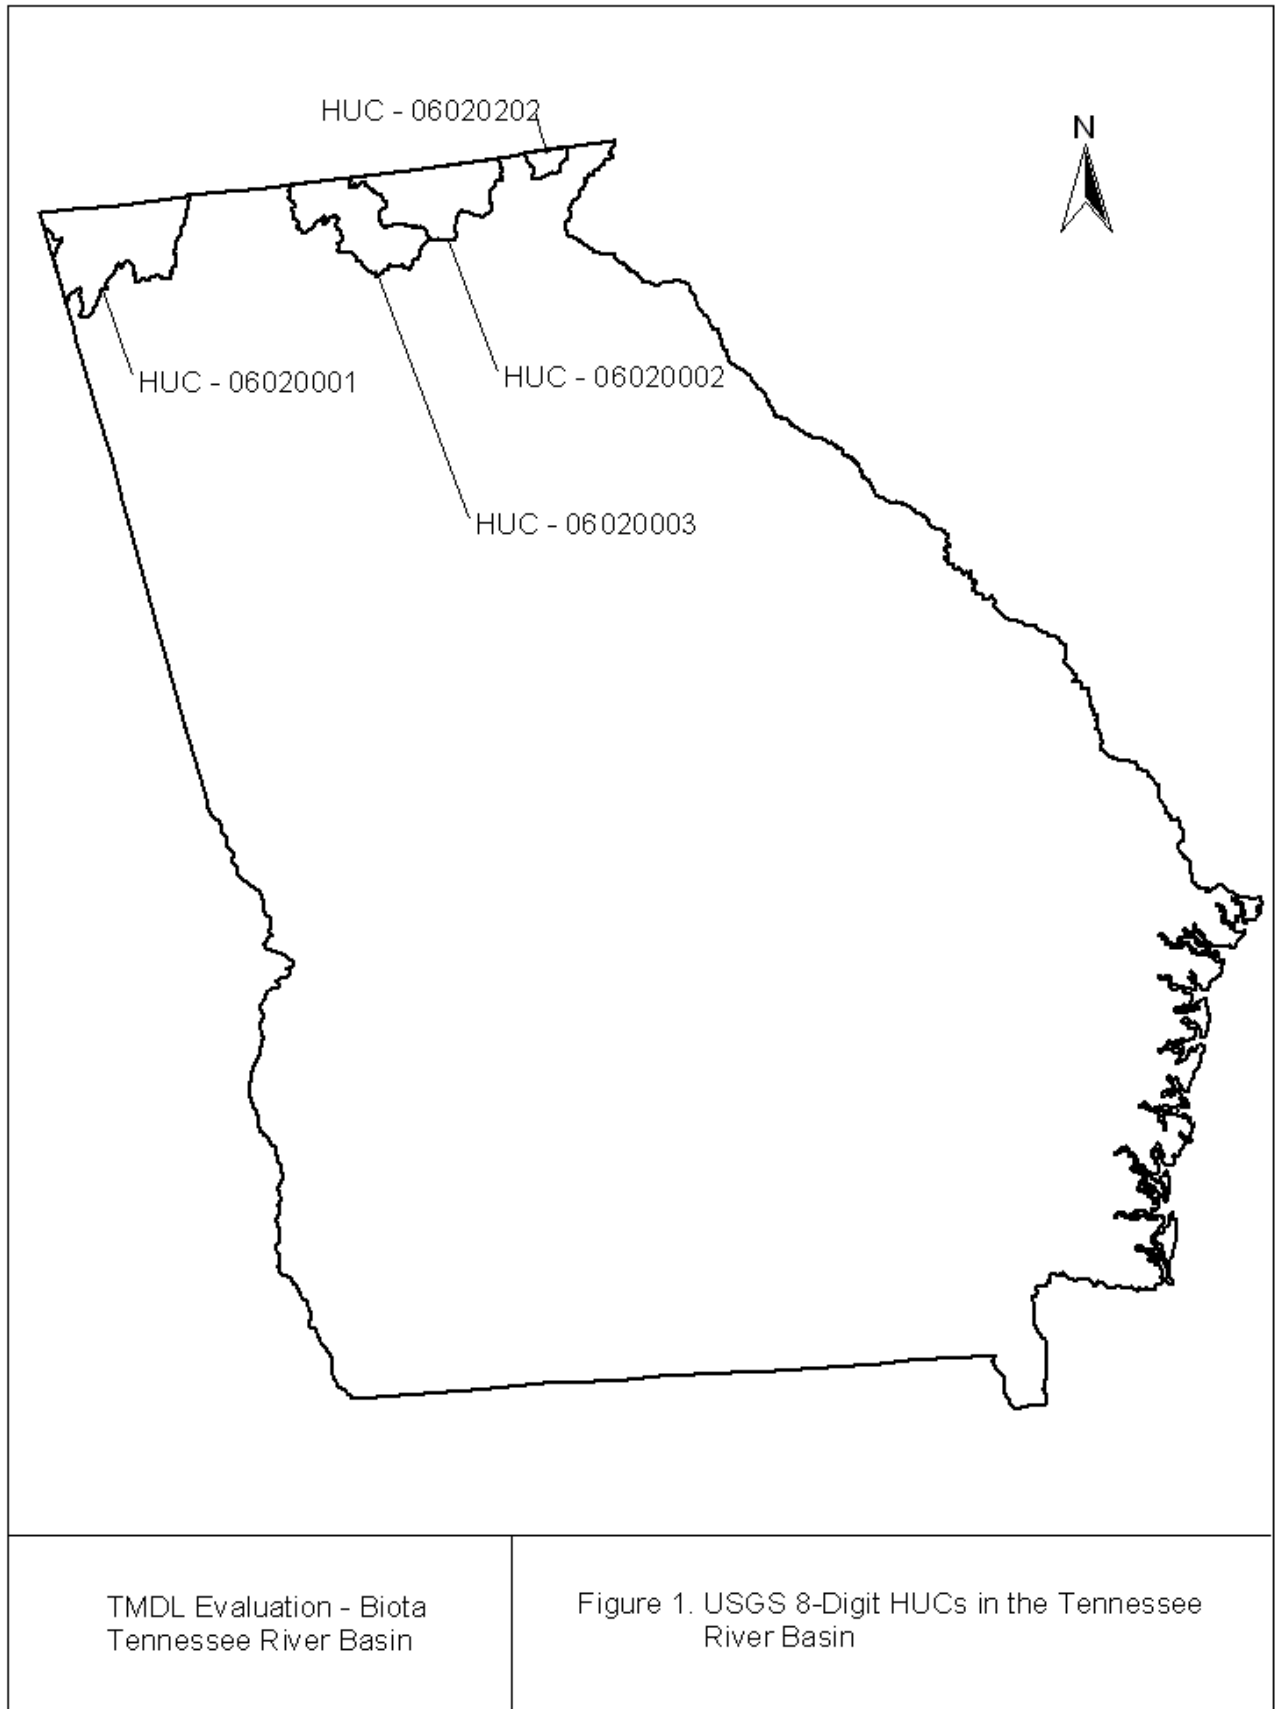 HUC - 06020202
N
HUC - 06020001
HUC - 06020002
HUC - 06020003
TMDL Evaluation - Biota
Tennessee River Basin
Figure 1. USGS 8-Digit HUCs in the Tennessee
River Basin